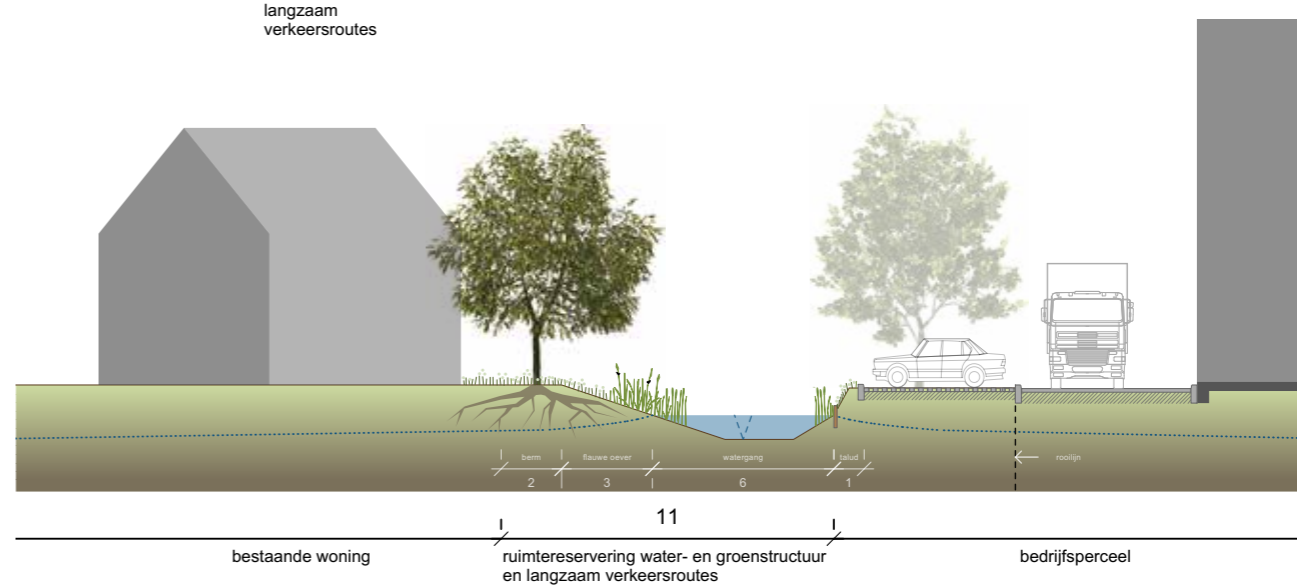 langzaam
verkeersroutes
berm
flauwe oever
watergang
talud
rooilijn
2
3
6
1
11
bestaande woning
ruimtereservering water- en groenstructuur
en langzaam verkeersroutes
bedrijfsperceel